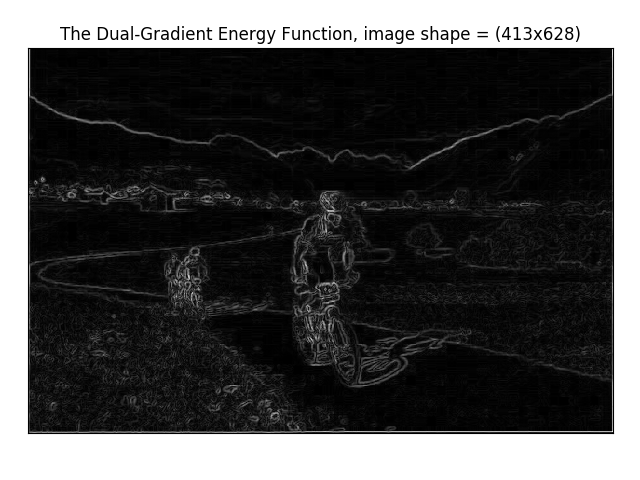 The Dual-Gradient Energy Function, image shape = (413x628)